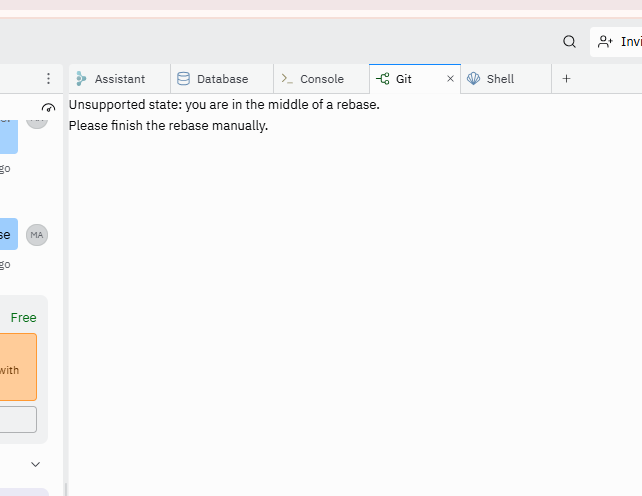 Invi
Assistant
Database
Console
Git
Shell
Unsupported state: you are in the middle of a rebase.
Please finish the rebase manually.
go
se
MA
go
Free
with